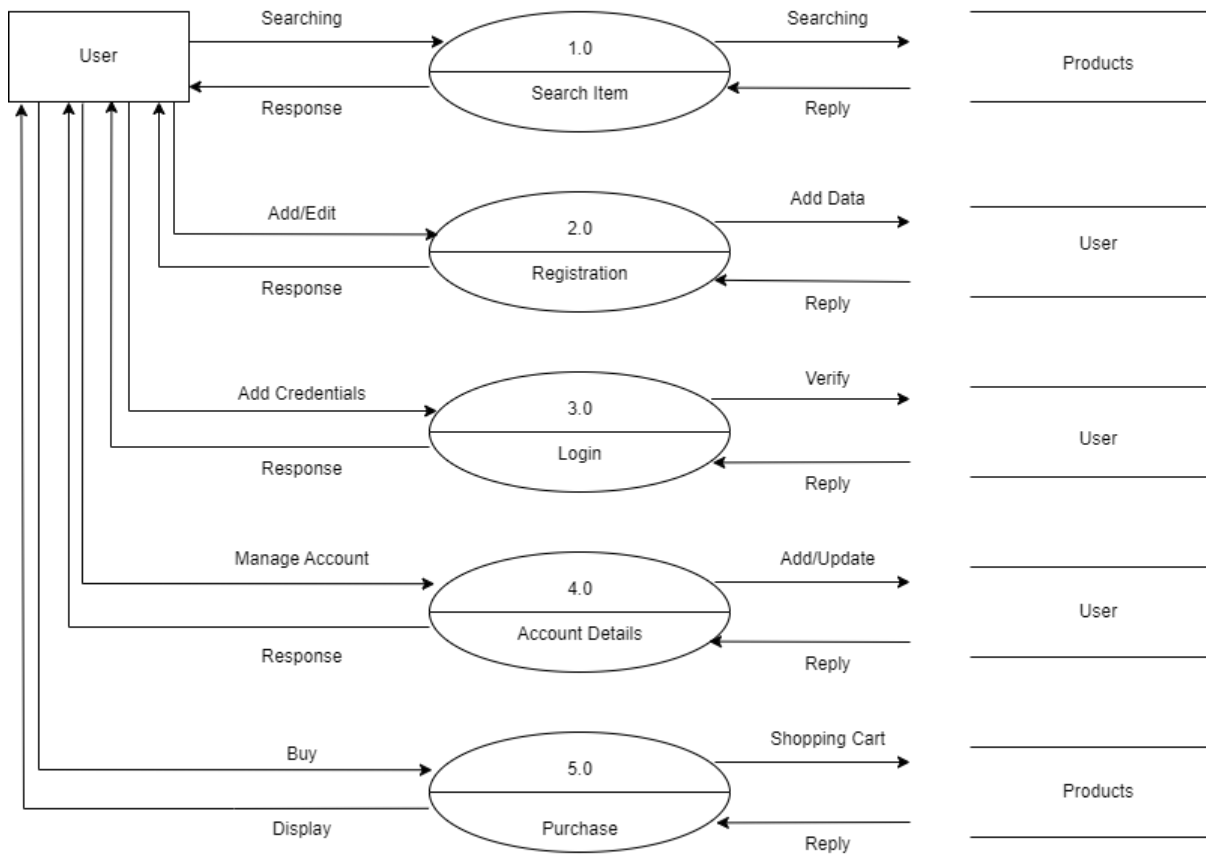 Searching
Searching
User
1.0
Products
Search Item
Response
Reply
Add/Edit
Add Data
2.0
User
Registration
Response
Reply
Add Credentials
Verify
3.0
User
Login
Response
Reply
Manage Account
Add/Update
4.0
User
Account Details
Response
Reply
Buy
Shopping Cart
5.0
Products
Purchase
Display
Reply